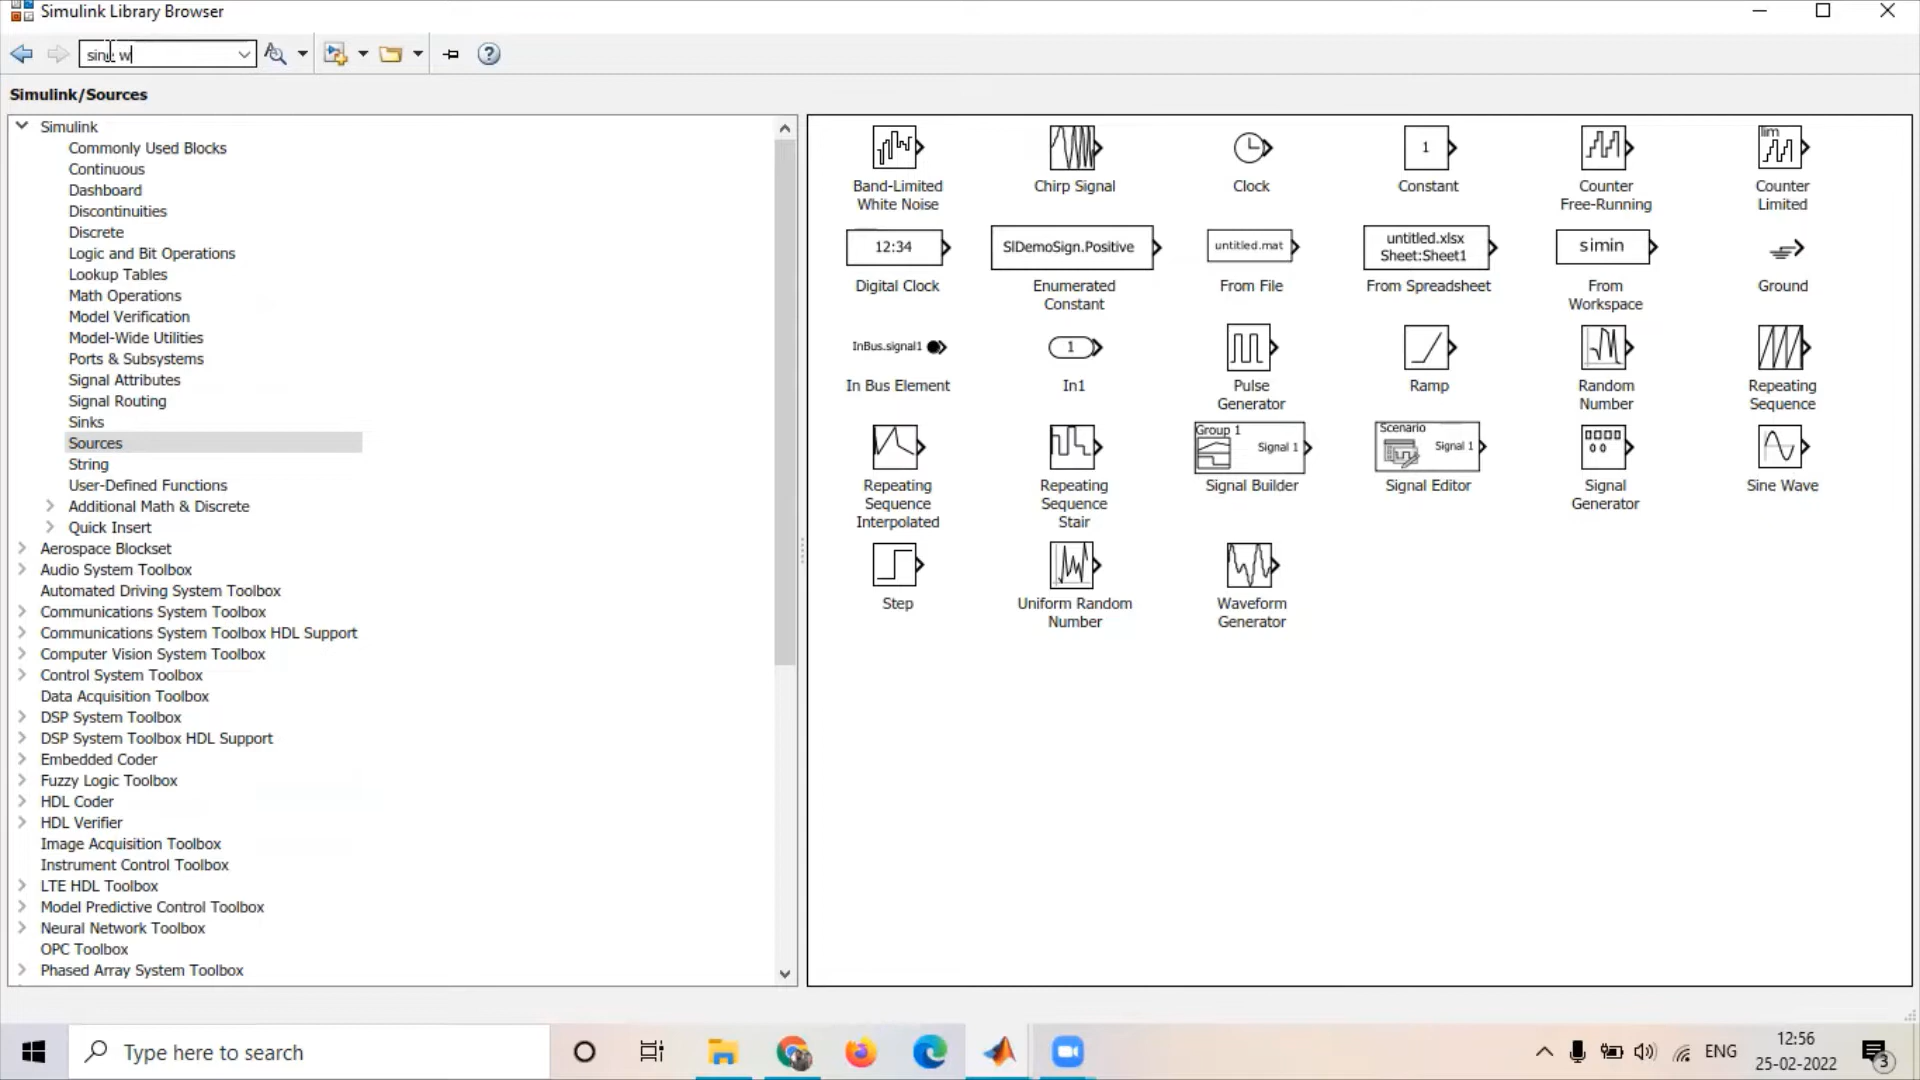 Simulink Library Browser
sine w
Simulink/Sources
Simulink
Commonly Used Blocks
Continuous
Dashboard
Discontinuities
Discrete
Logic and Bit Operations
Lookup Tables
Math Operations
Model Verification
Model-Wide Utilities
Ports & Subsystems
Signal Attributes
Signal Routing
Sinks
Sources
String
User-Defined Functions
Additional Math & Discrete
Quick Insert
Aerospace Blockset
Audio System Toolbox
Automated Driving System Toolbox
Communications System Toolbox
Communications System Toolbox HDL Support
Computer Vision System Toolbox
Control System Toolbox
Data Acquisition Toolbox
DSP System Toolbox
DSP System Toolbox HDL Support
Embedded Coder
Fuzzy Logic Toolbox
HDL Coder
HDL Verifier
Image Acquisition Toolbox
Instrument Control Toolbox
LTE HDL Toolbox
Model Predictive Control Toolbox
Neural Network Toolbox
OPC Toolbox
Phased Array System Toolbox
Band-Limited
White Noise
Chirp Signal
Clock
1
Constant
Counter
Free-Running
lim
Counter
Limited
12:34
Digital Clock
SlDemoSign.Positive
Enumerated
Constant
untitled.mat
From File
untitled.xlsx
Sheet:Sheet1
From Spreadsheet
simin
From
Workspace
Ground
InBus.signal1
In Bus Element
1
In1
Pulse
Generator
Ramp
Random
Number
Repeating
Sequence
Repeating
Sequence
Interpolated
Repeating
Sequence
Stair
Group 1
Signal 1
Signal Builder
Scenario
Signal 1
Signal Editor
Signal
Generator
Sine Wave
Step
Uniform Random
Number
Waveform
Generator
Type here to search
ENG
12:56
25-02-2022
3